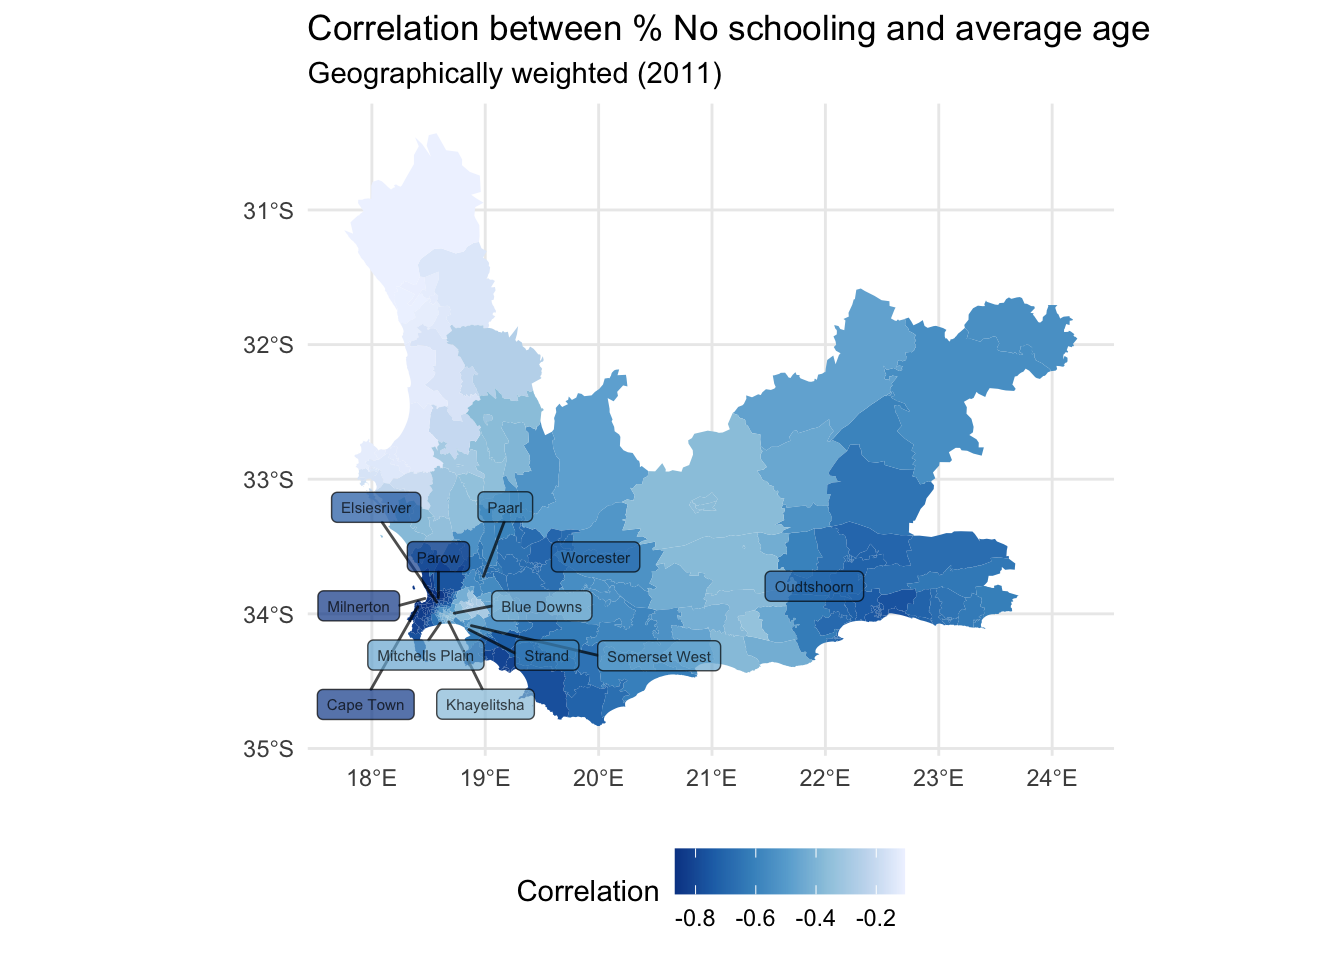 Correlation between % No schooling and average age
Geographically weighted (2011)
31°S
32°S
33°S
34°S
35°S
Elsiesriver
Paarl
Parow
Worcester
Oudtshoorn
Milnerton
Blue Downs
Mitchells Plain
Strand
Somerset West
Cape Town
Khayelitsha
18°E 19°E 20°E 21°E 22°E 23°E 24°E
Correlation
-0.8 -0.6 -0.4 -0.2